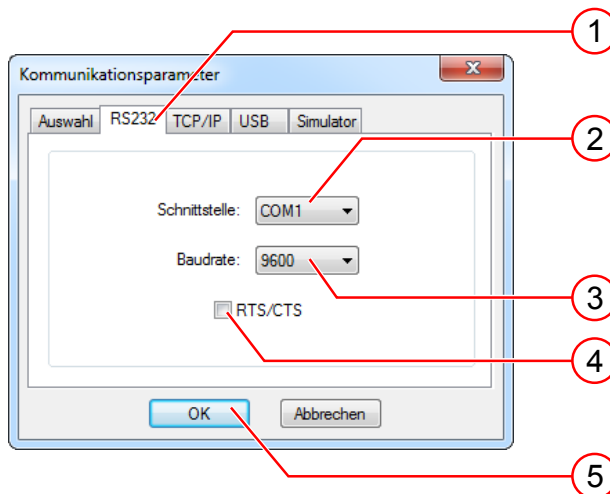 1
Kommunikationsparameter
Auswahl RS232 TCP/IP USB Simulator
2
Schnittstelle: COM1
Baudrate: 9600
3
RTS/CTS
4
OK Abbrechen
5